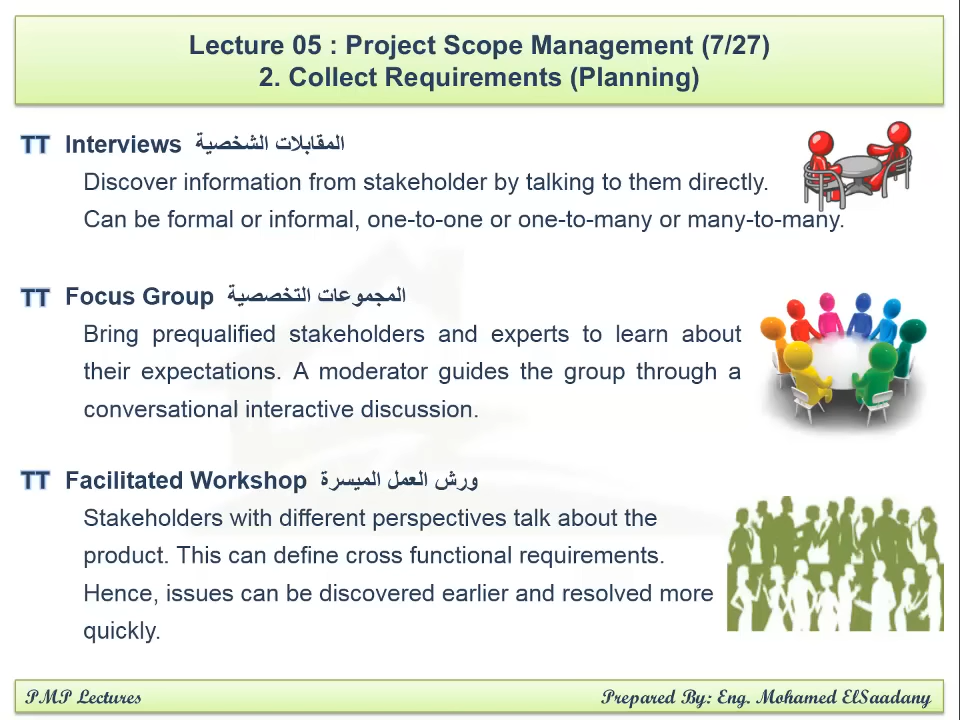 Lecture 05 : Project Scope Management (7/27)
2. Collect Requirements (Planning)
TT Interviews المقابلات الشخصية
Discover information from stakeholder by talking to them directly.
Can be formal or informal, one-to-one or one-to-many or many-to-many.
TT Focus Group المجموعات التخصصية
Bring prequalified stakeholders and experts to learn about
their expectations. A moderator guides the group through a
conversational interactive discussion.
TT Facilitated Workshop ورش العمل الميسرة
Stakeholders with different perspectives talk about the
product. This can define cross functional requirements.
Hence, issues can be discovered earlier and resolved more
quickly.
PMP Lectures Prepared By: Eng. Mohamed ElSaadany